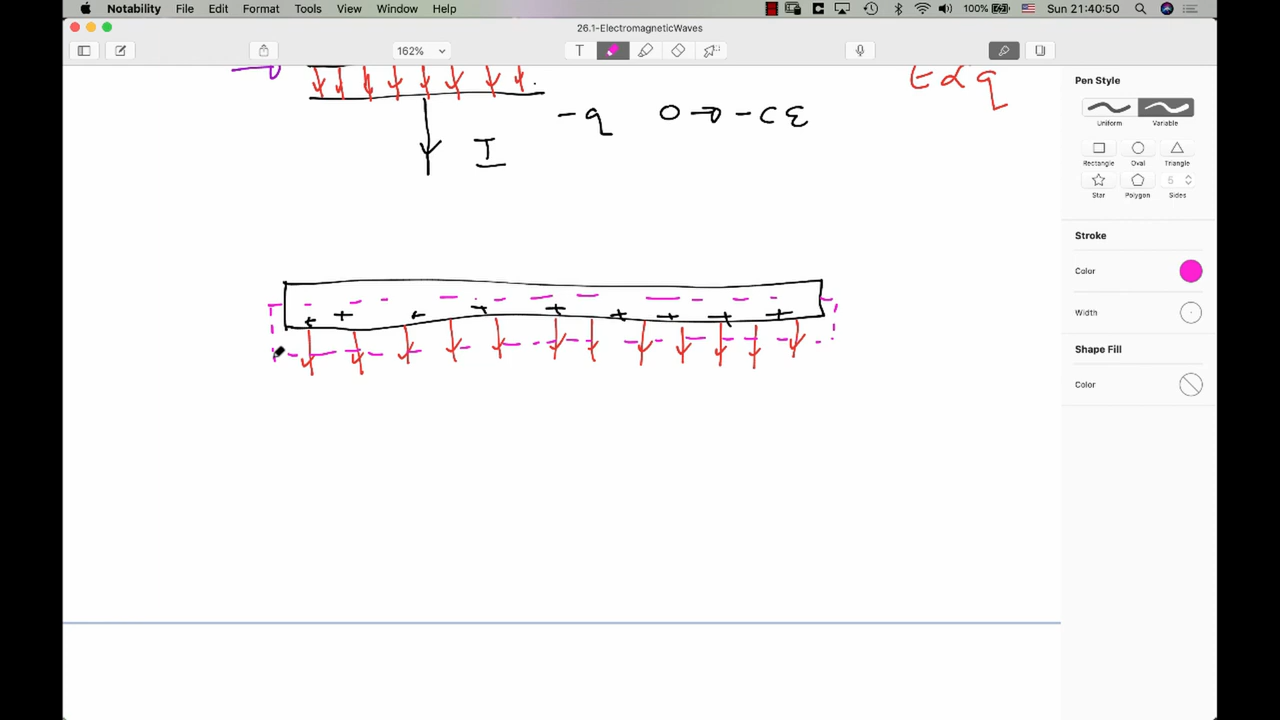 Notability File Edit Format Tools View Window Help 100% Sun 21:40:50
26.1-ElectromagneticWaves
162% T
E ∝ q
-q 0 → -Cε
I
+ + + + + + + +
Pen Style
Uniform Variable
Rectangle Oval Triangle
5
Star Polygon Sides
Stroke
Color
Width
Shape Fill
Color